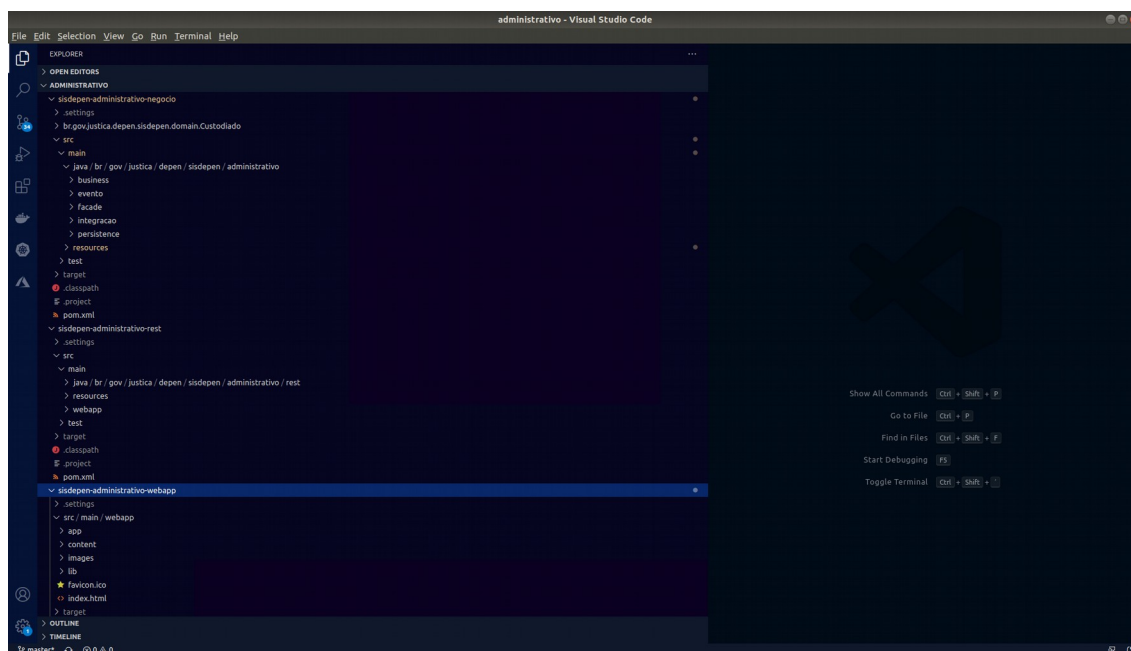 administrativo - Visual Studio Code
File Edit Selection View Go Run Terminal Help
EXPLORER
OPEN EDITORS
ADMINISTRATIVO
sisdepen-administrativo-negocio
.settings
br.gov.justica.depen.sisdepen.domain.Custodiado
src
main
java / br / gov / justica / depen / sisdepen / administrativo
business
evento
facade
integracao
persistence
resources
test
target
.classpath
.project
pom.xml
sisdepen-administrativo-rest
.settings
src
main
java / br / gov / justica / depen / sisdepen / administrativo / rest
resources
webapp
test
target
.classpath
.project
pom.xml
sisdepen-administrativo-webapp
.settings
src / main / webapp
app
content
images
lib
favicon.ico
index.html
target
OUTLINE
TIMELINE
34
1
master*
0 0
Show All Commands Ctrl + Shift + P
Go to File Ctrl + P
Find in Files Ctrl + Shift + F
Start Debugging F5
Toggle Terminal Ctrl + Shift + `